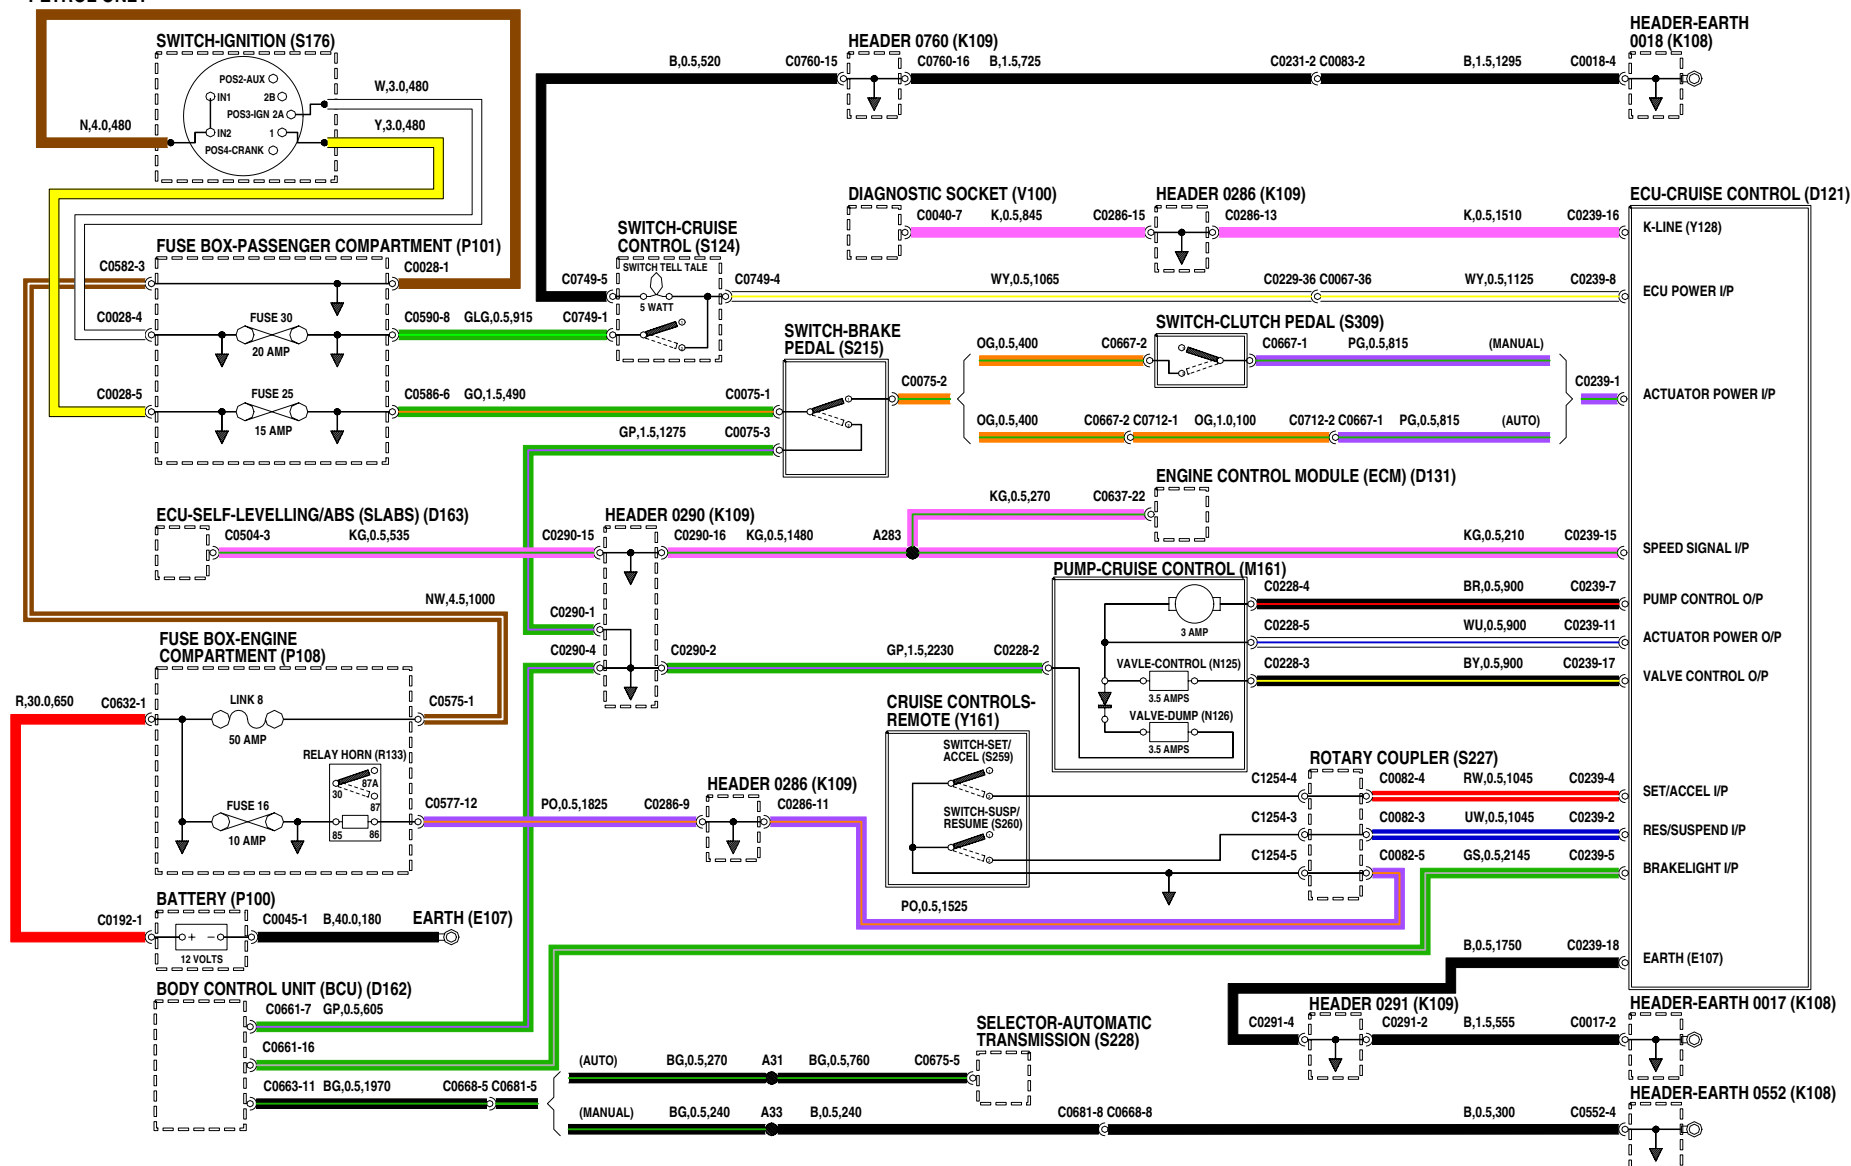 SWITCH-IGNITION (S176)
POS2-AUX
IN1
2B
POS3-IGN 2A
IN2
1
POS4-CRANK
N,4.0,480
W,3.0,480
Y,3.0,480
B,0.5,520
C0760-15
HEADER 0760 (K109)
C0760-16
B,1.5,725
C0231-2 C0083-2
B,1.5,1295
C0018-4
HEADER-EARTH
0018 (K108)
DIAGNOSTIC SOCKET (V100)
C0040-7
K,0.5,845
C0286-15
HEADER 0286 (K109)
C0286-13
K,0.5,1510
C0239-16
ECU-CRUISE CONTROL (D121)
K-LINE (Y128)
FUSE BOX-PASSENGER COMPARTMENT (P101)
C0582-3
C0028-1
C0028-4
FUSE 30
20 AMP
C0590-8
GLG,0.5,915
C0749-1
C0028-5
FUSE 25
15 AMP
C0586-6
GO,1.5,490
C0075-1
SWITCH-CRUISE
CONTROL (S124)
SWITCH TELL TALE
5 WATT
C0749-5
C0749-4
WY,0.5,1065
C0229-36 C0067-36
WY,0.5,1125
C0239-8
ECU POWER I/P
SWITCH-BRAKE
PEDAL (S215)
C0075-2
GP,1.5,1275
C0075-3
SWITCH-CLUTCH PEDAL (S309)
OG,0.5,400
C0667-2
C0667-1
PG,0.5,815
(MANUAL)
C0239-1
ACTUATOR POWER I/P
OG,0.5,400
C0667-2 C0712-1
OG,1.0,100
C0712-2 C0667-1
PG,0.5,815
(AUTO)
ENGINE CONTROL MODULE (ECM) (D131)
KG,0.5,270
C0637-22
ECU-SELF-LEVELLING/ABS (SLABS) (D163)
C0504-3
KG,0.5,535
C0290-15
HEADER 0290 (K109)
C0290-16
KG,0.5,1480
A283
KG,0.5,210
C0239-15
SPEED SIGNAL I/P
PUMP-CRUISE CONTROL (M161)
3 AMP
VAVLE-CONTROL (N125)
3.5 AMPS
VALVE-DUMP (N126)
3.5 AMPS
C0228-4
BR,0.5,900
C0239-7
PUMP CONTROL O/P
C0228-5
WU,0.5,900
C0239-11
ACTUATOR POWER O/P
C0228-3
BY,0.5,900
C0239-17
VALVE CONTROL O/P
NW,4.5,1000
C0290-1
C0290-4
C0290-2
GP,1.5,2230
C0228-2
FUSE BOX-ENGINE
COMPARTMENT (P108)
R,30.0,650
C0632-1
LINK 8
50 AMP
C0575-1
RELAY HORN (R133)
87A
30
87
85
86
FUSE 16
10 AMP
C0577-12
PO,0.5,1825
C0286-9
HEADER 0286 (K109)
C0286-11
CRUISE CONTROLS-
REMOTE (Y161)
SWITCH-SET/
ACCEL (S259)
SWITCH-SUSP/
RESUME (S260)
ROTARY COUPLER (S227)
C1254-4
C0082-4
RW,0.5,1045
C0239-4
SET/ACCEL I/P
C1254-3
C0082-3
UW,0.5,1045
C0239-2
RES/SUSPEND I/P
C1254-5
C0082-5
GS,0.5,2145
C0239-5
BRAKELIGHT I/P
PO,0.5,1525
BATTERY (P100)
C0192-1
+
-
12 VOLTS
C0045-1
B,40.0,180
EARTH (E107)
B,0.5,1750
C0239-18
EARTH (E107)
BODY CONTROL UNIT (BCU) (D162)
C0661-7
GP,0.5,605
C0661-16
C0663-11
BG,0.5,1970
C0668-5 C0681-5
C0291-4
HEADER 0291 (K109)
C0291-2
B,1.5,555
C0017-2
HEADER-EARTH 0017 (K108)
SELECTOR-AUTOMATIC
TRANSMISSION (S228)
(AUTO)
BG,0.5,270
A31
BG,0.5,760
C0675-5
(MANUAL)
BG,0.5,240
A33
B,0.5,240
C0681-8 C0668-8
B,0.5,300
C0552-4
HEADER-EARTH 0552 (K108)